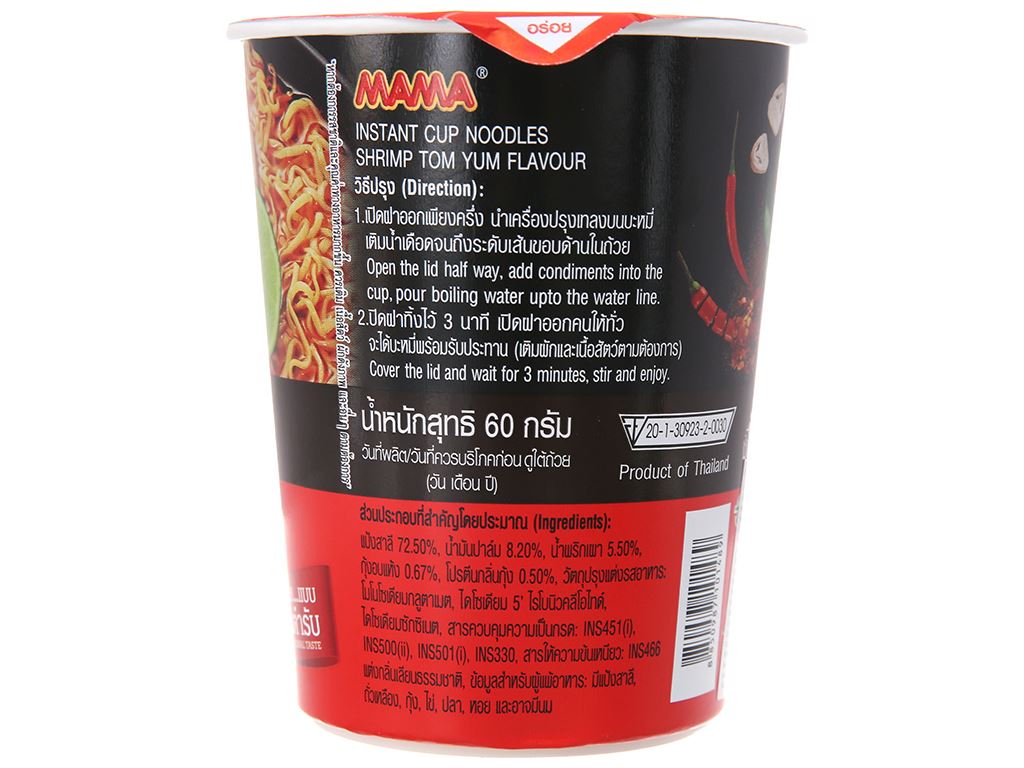 อร่อย
MAMA®
INSTANT CUP NOODLES
SHRIMP TOM YUM FLAVOUR
วิธีปรุง (Direction):
1.เปิดฝาออกเพียงครึ่ง นำเครื่องปรุงเทลงบนบะหมี่
เติมน้ำเดือดจนถึงระดับเส้นขอบด้านในถ้วย
Open the lid half way, add condiments into the
cup, pour boiling water upto the water line.
2.ปิดฝาทิ้งไว้ 3 นาที เปิดฝาออกคนให้ทั่ว
จะได้บะหมี่พร้อมรับประทาน (เติมผักและเนื้อสัตว์ตามต้องการ)
Cover the lid and wait for 3 minutes, stir and enjoy.
น้ำหนักสุทธิ 60 กรัม
วันที่ผลิต/วันที่ควรบริโภคก่อน ดูใต้ถ้วย
(วัน เดือน ปี)
20-1-30923-2-0030
Product of Thailand
ส่วนประกอบที่สำคัญโดยประมาณ (Ingredients):
แป้งสาลี 72.50%, น้ำมันปาล์ม 8.20%, น้ำพริกเผา 5.50%,
กุ้งอบแห้ง 0.67%, โปรตีนกลิ่นกุ้ง 0.50%, วัตถุปรุงแต่งรสอาหาร:
โมโนโซเดียมกลูตาเมต, ไดโซเดียม 5' ไรโบนิวคลีโอไทด์,
ไดโซเดียมซักซิเนต, สารควบคุมความเป็นกรด: INS451(i),
INS500(ii), INS501(i), INS330, สารให้ความข้นเหนียว: INS466
แต่งกลิ่นเลียนธรรมชาติ, ข้อมูลสำหรับผู้แพ้อาหาร: มีแป้งสาลี,
ถั่วเหลือง, กุ้ง, ไข่, ปลา, หอย และอาจมีนม